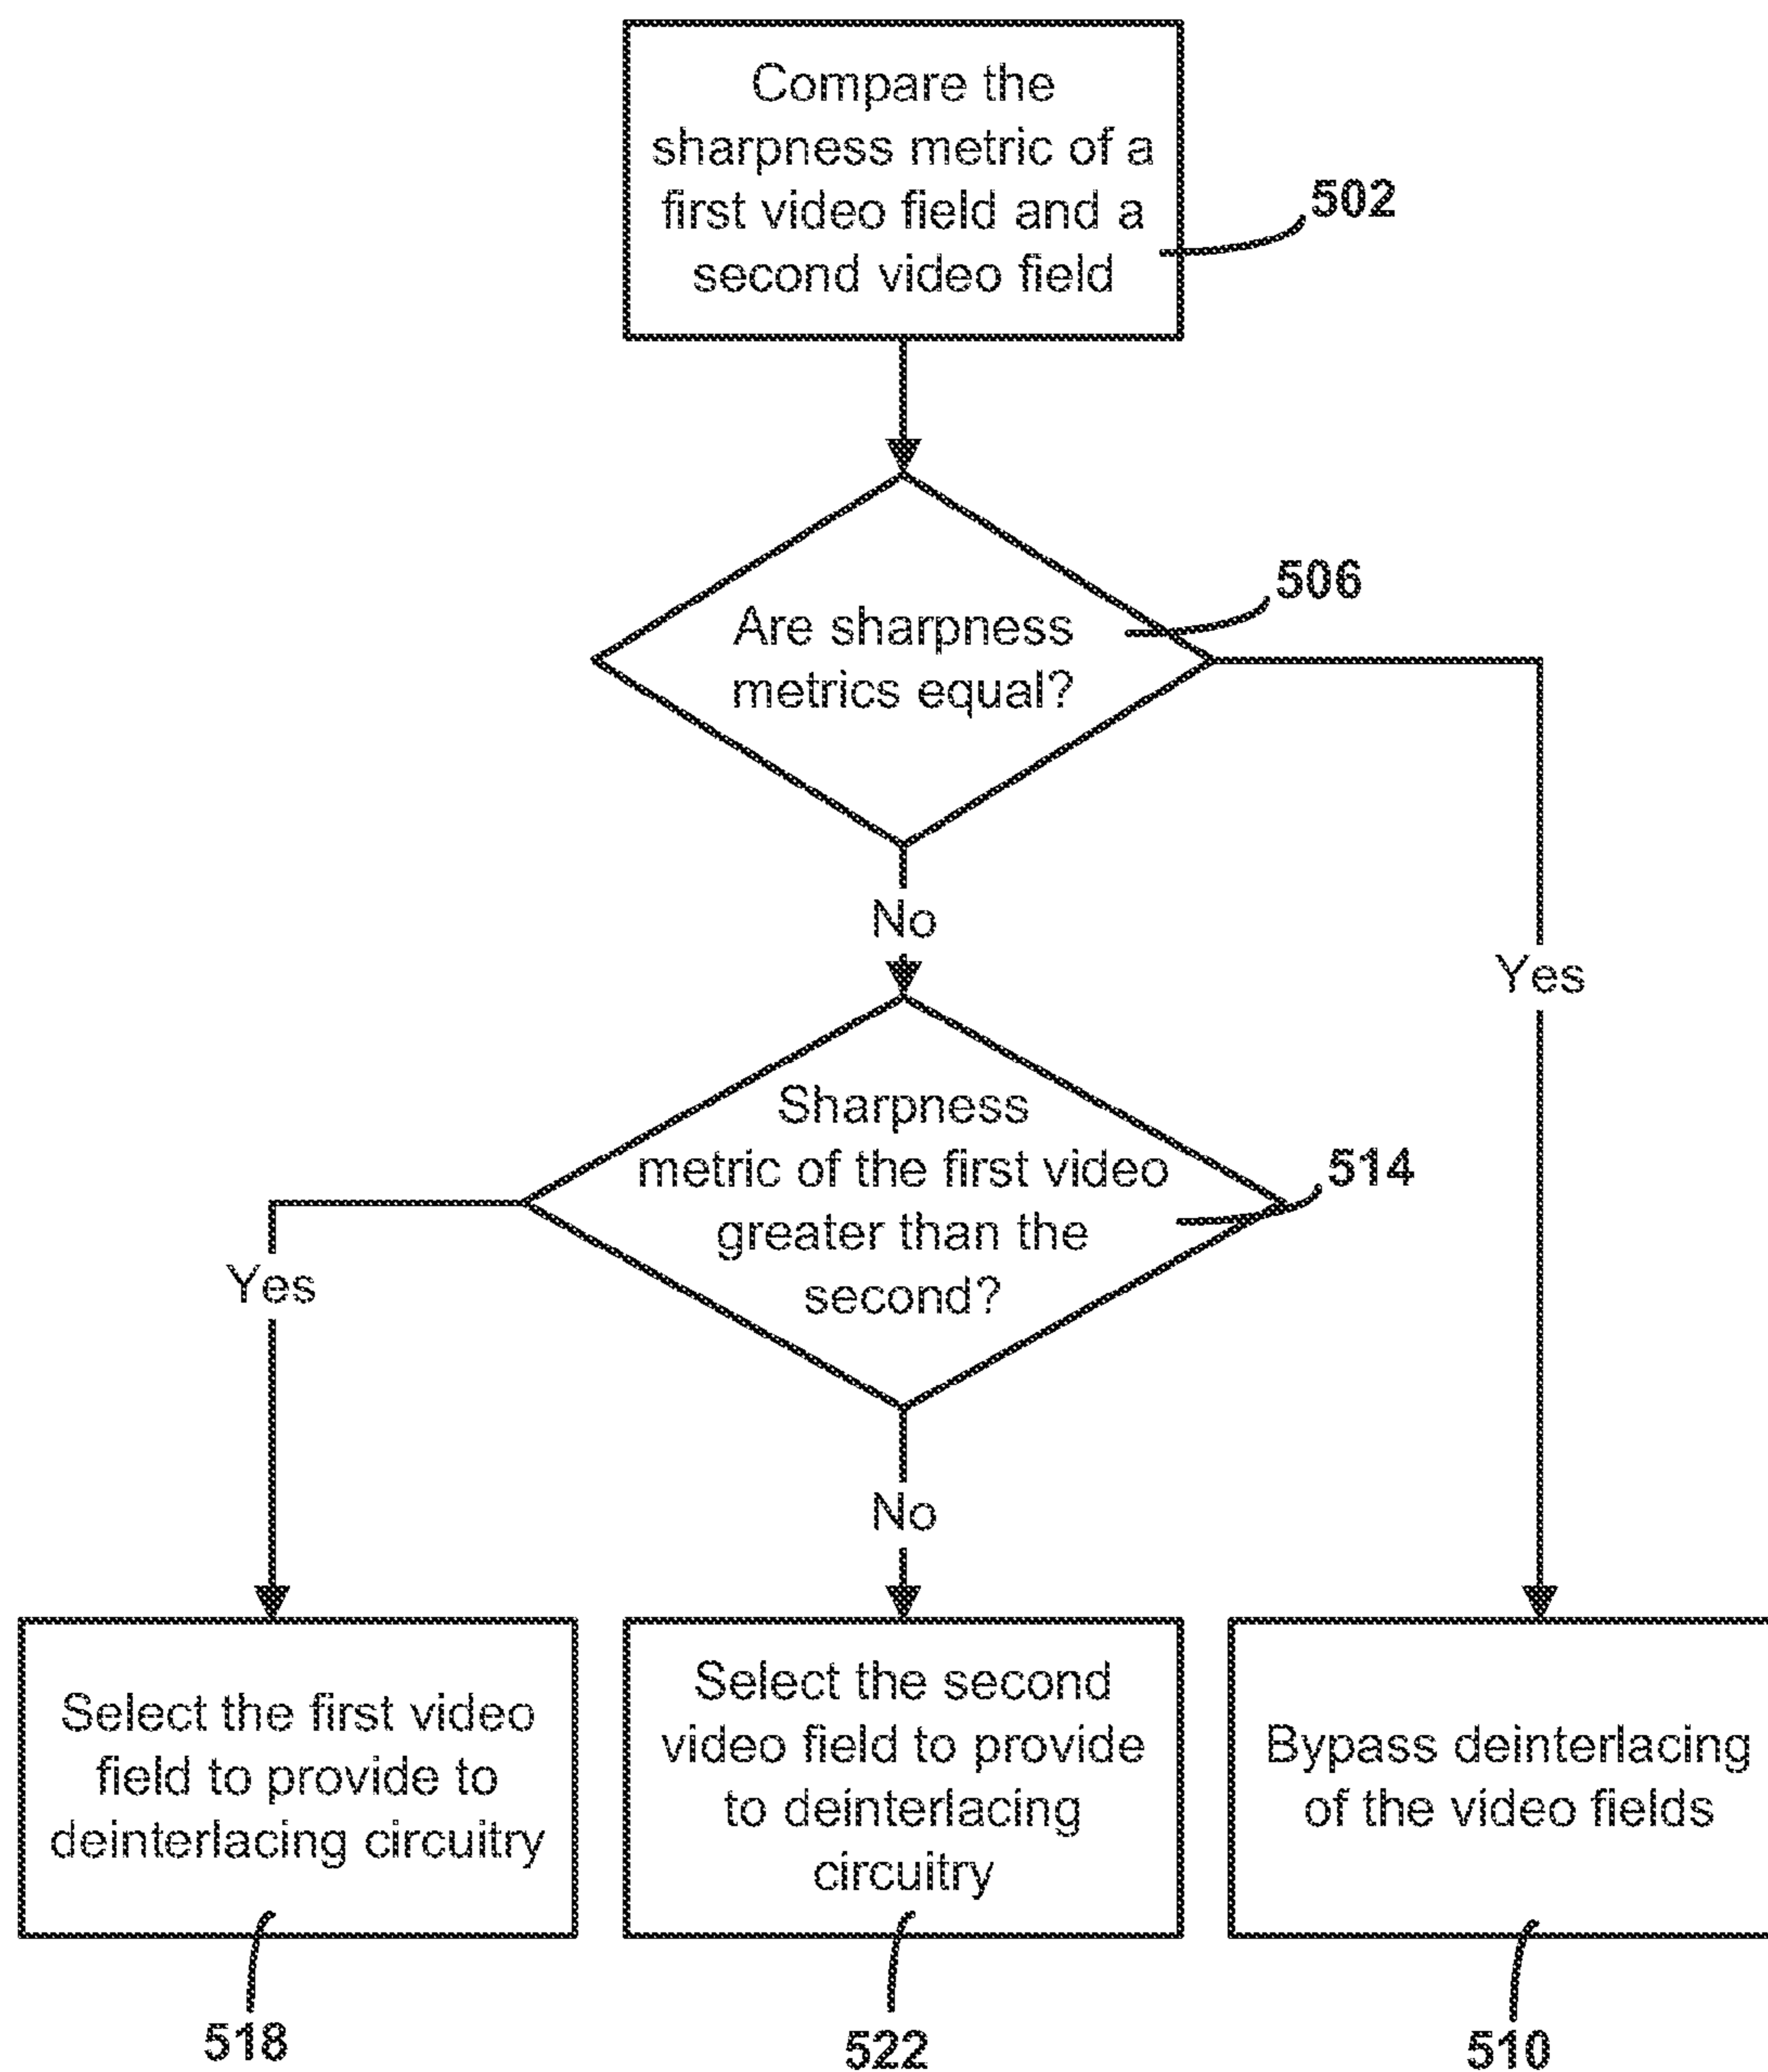 Compare the
sharpness metric of a
first video field and a
second video field
502
Are sharpness
metrics equal?
506
No
Yes
Sharpness
metric of the first video
greater than the
second?
514
Yes
No
Select the first video
field to provide to
deinterlacing circuitry
Select the second
video field to provide
to deinterlacing
circuitry
Bypass deinterlacing
of the video fields
518
522
510